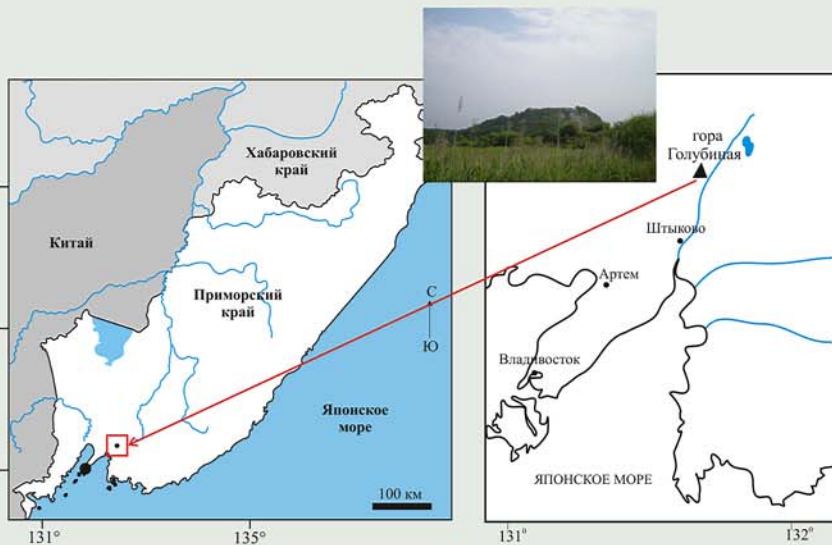 Хабаровский
край
Китай
Приморский
край
С
Ю
Японское
море
100 км
131°
135°
гора
Голубиная
Штыково
Артем
Владивосток
ЯПОНСКОЕ МОРЕ
131°
132°